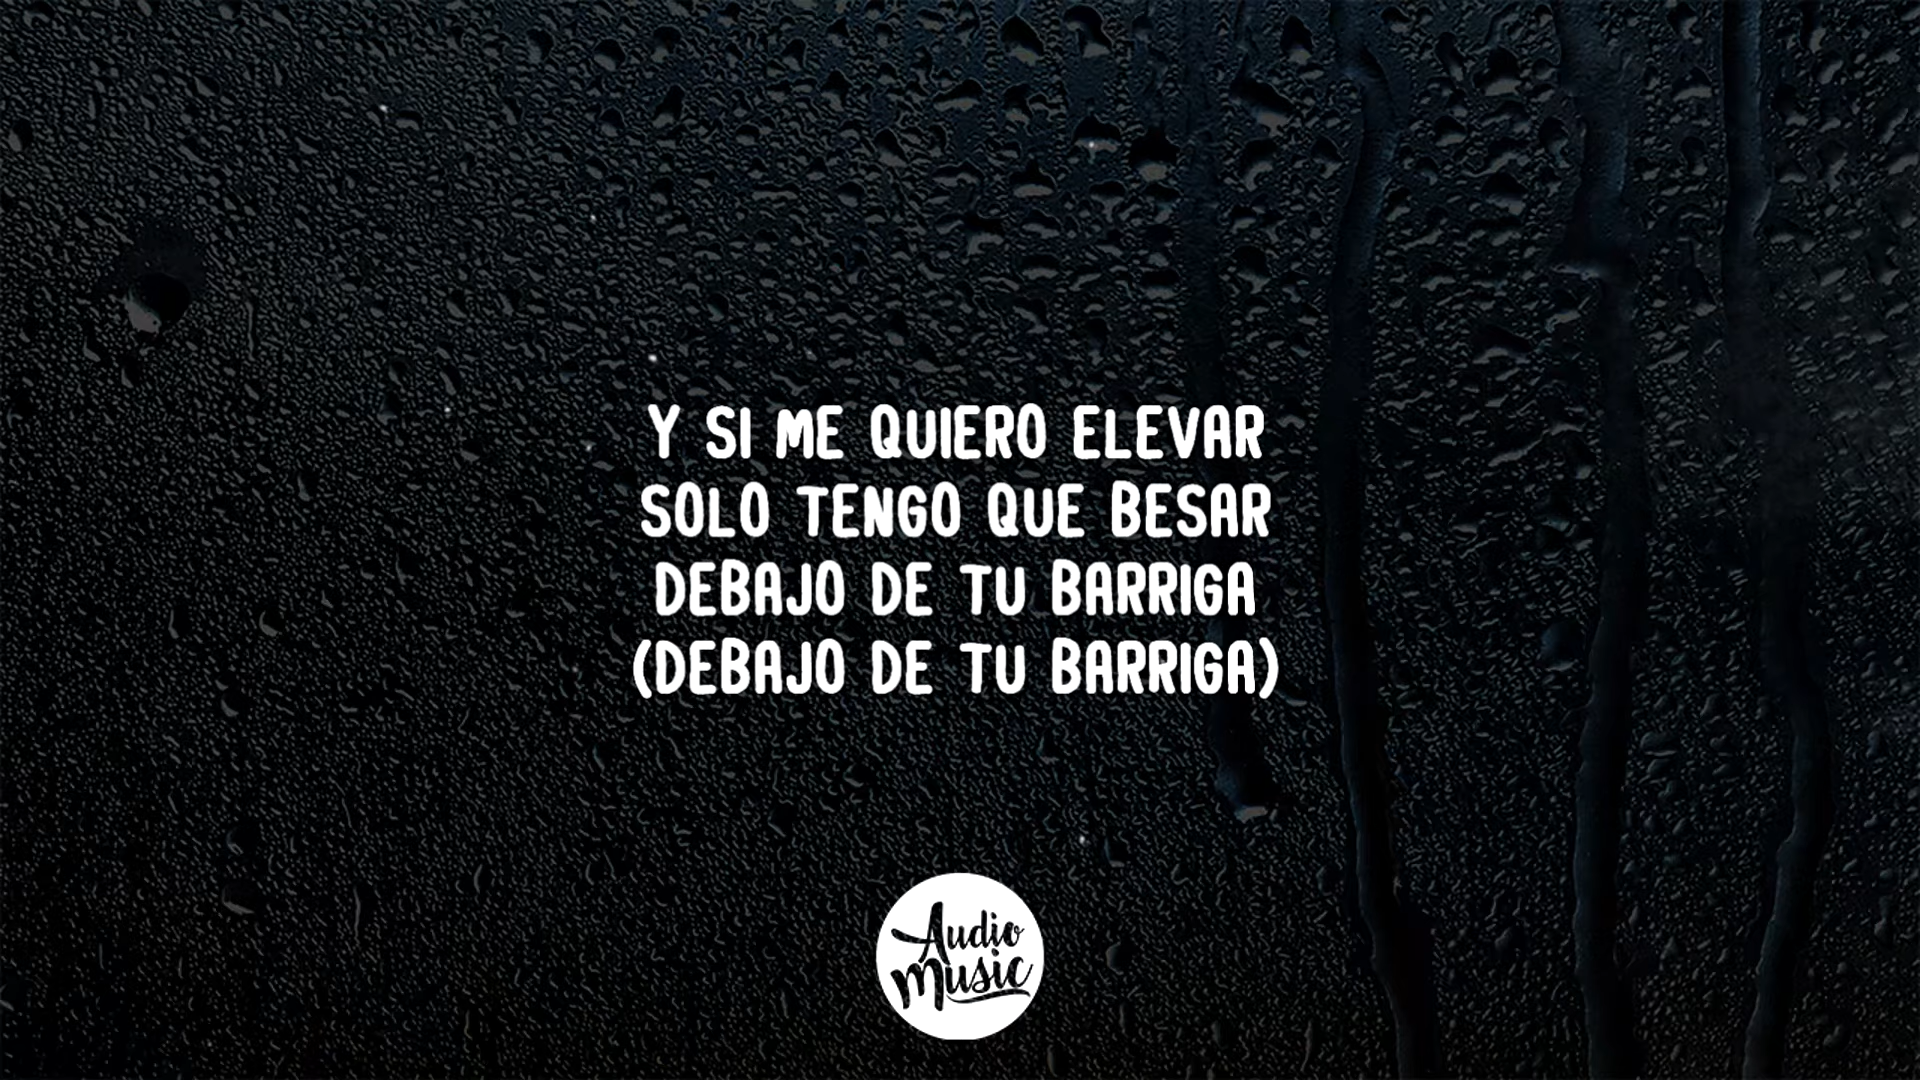 Y SI ME QUIERO ELEVAR
SOLO TENGO QUE BESAR
DEBAJO DE TU BARRIGA
(DEBAJO DE TU BARRIGA)
Audio
Music